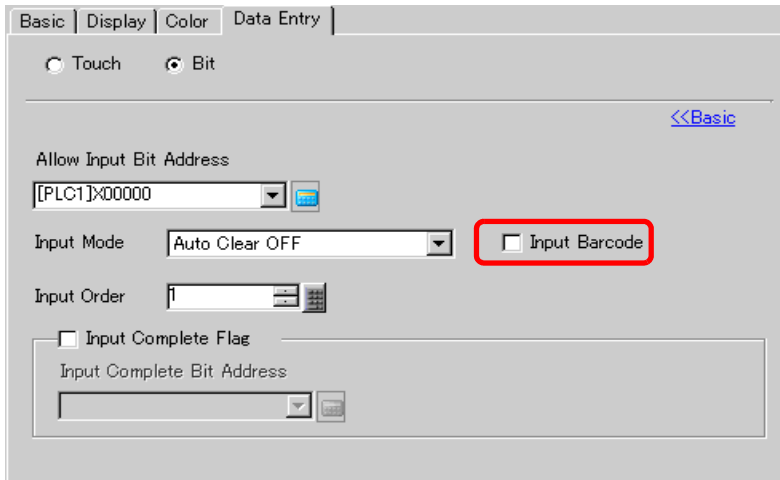 Basic Display Color Data Entry
Touch Bit
<<Basic
Allow Input Bit Address
[PLC1]X00000
Input Mode Auto Clear OFF Input Barcode
Input Order 1
Input Complete Flag
Input Complete Bit Address